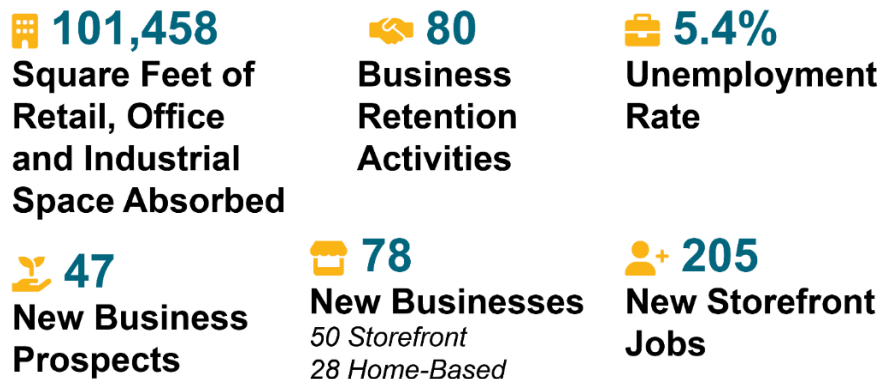 101,458
Square Feet of
Retail, Office
and Industrial
Space Absorbed
80
Business
Retention
Activities
5.4%
Unemployment
Rate
47
New Business
Prospects
78
New Businesses
50 Storefront
28 Home-Based
205
New Storefront
Jobs